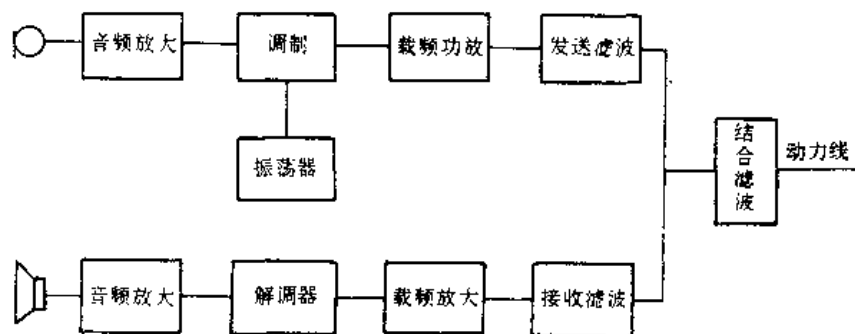 音频放大
调制
载频功放
发送滤波
振荡器
结合滤波
动力线
音频放大
解调器
载频放大
接收滤波